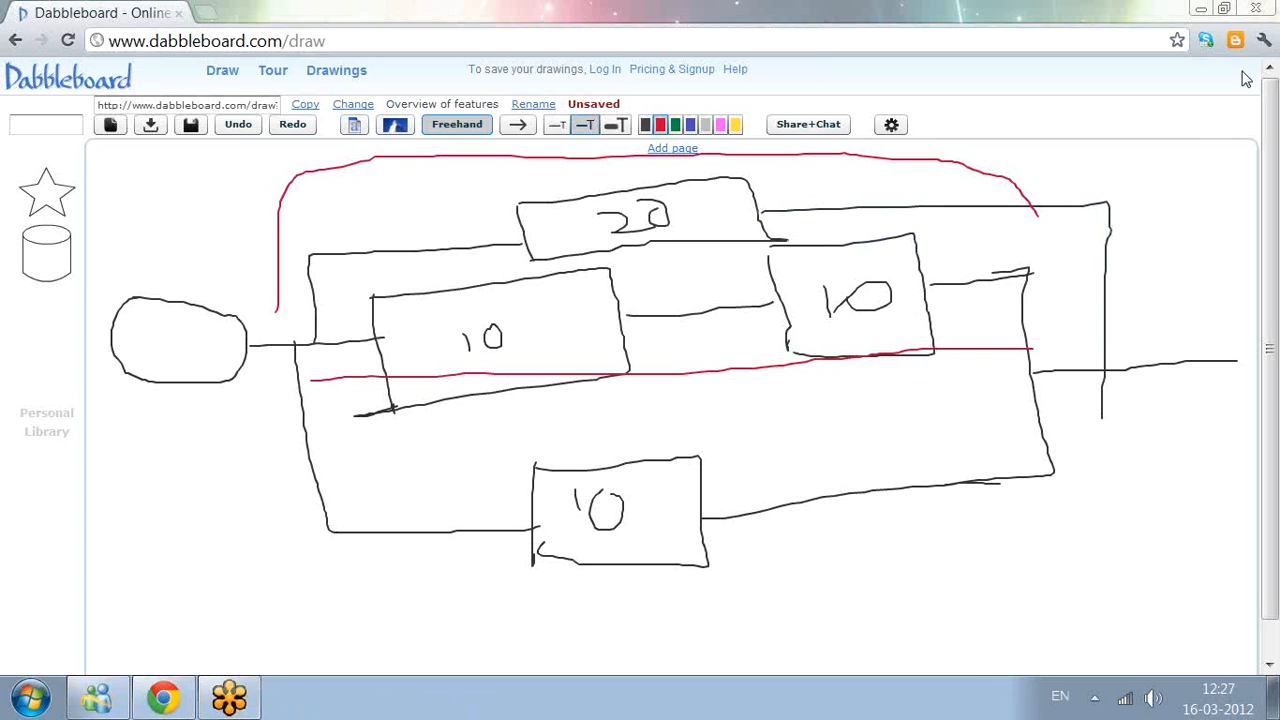 Dabbleboard - Online
www.dabbleboard.com/draw
Dabbleboard
Draw Tour Drawings To save your drawings, Log In Pricing & Signup Help
http://www.dabbleboard.com/draw Copy Change Overview of features Rename Unsaved
Undo Redo Freehand T T T Share+Chat
Add page
20
10
10
10
Personal
Library
EN
12:27
16-03-2012